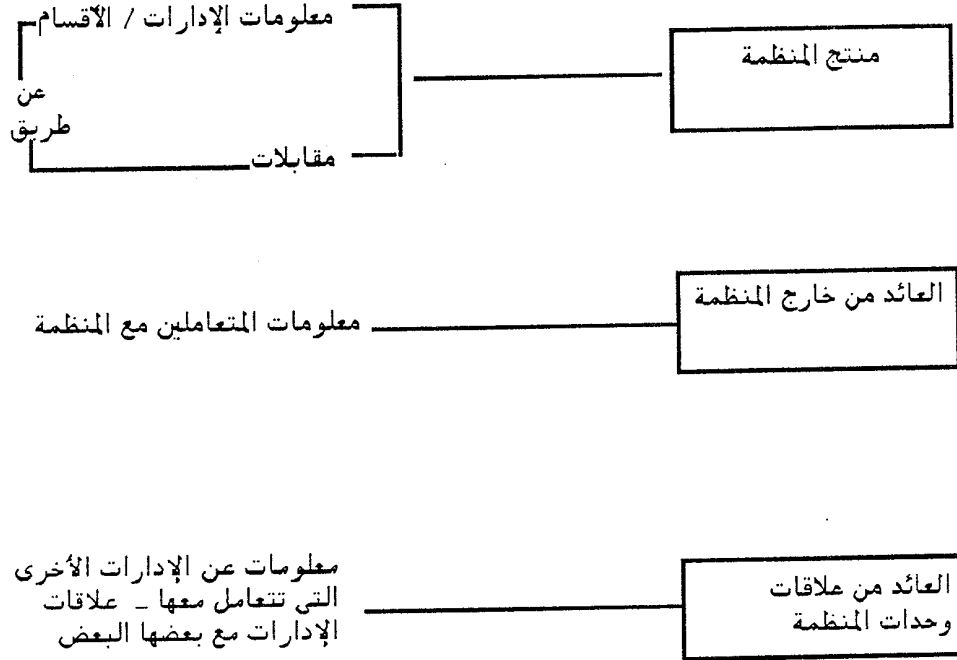 منتج المنظمة
معلومات الإدارات / الأقسام
عن
طريق
مقابلات
العائد من خارج المنظمة
معلومات المتعاملين مع المنظمة
العائد من علاقات
وحدات المنظمة
معلومات عن الإدارات الأخرى
التى تتعامل معها _ علاقات
الإدارات مع بعضها البعض